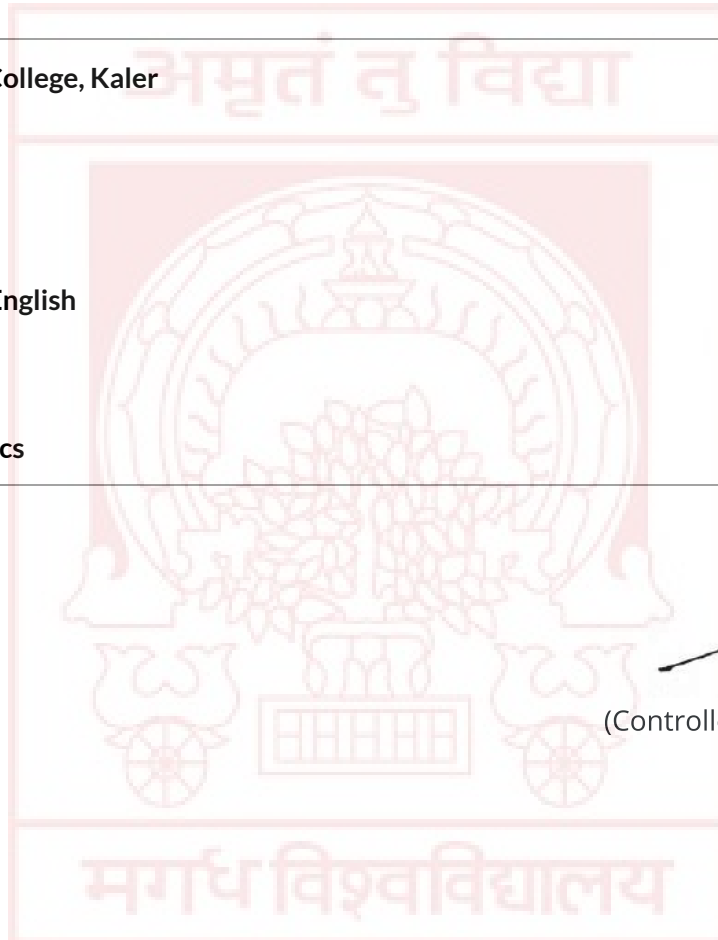 अमृतं तु विद्या
College, Kaler
English
cs
(Controll
मगध विश्वविद्यालय